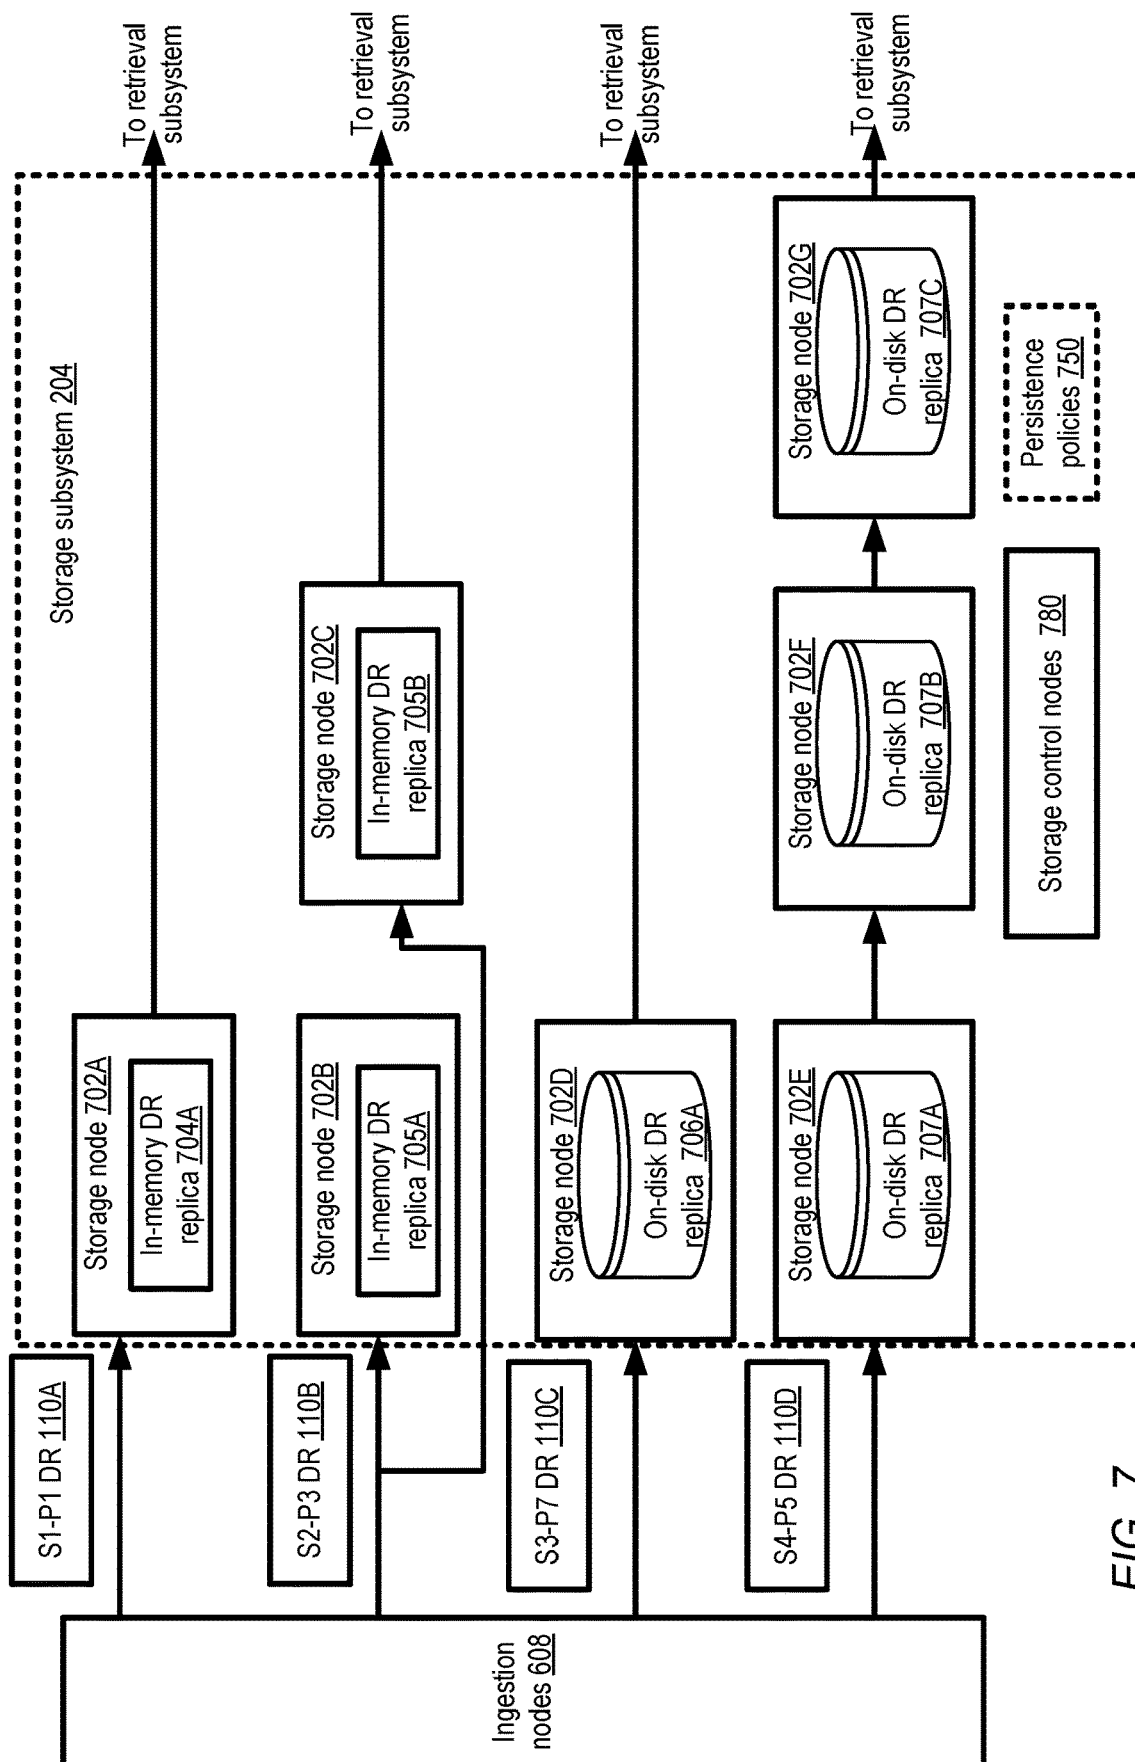 Storage subsystem 204
Ingestion
nodes 608
S1-P1 DR 110A
Storage node 702A
In-memory DR
replica 704A
To retrieval
subsystem
S2-P3 DR 110B
Storage node 702B
In-memory DR
replica 705A
Storage node 702C
In-memory DR
replica 705B
To retrieval
subsystem
S3-P7 DR 110C
Storage node 702D
On-disk DR
replica 706A
To retrieval
subsystem
S4-P5 DR 110D
Storage node 702E
On-disk DR
replica 707A
Storage node 702F
On-disk DR
replica 707B
Storage node 702G
On-disk DR
replica 707C
To retrieval
subsystem
Storage control nodes 780
Persistence
policies 750
FIG. 7